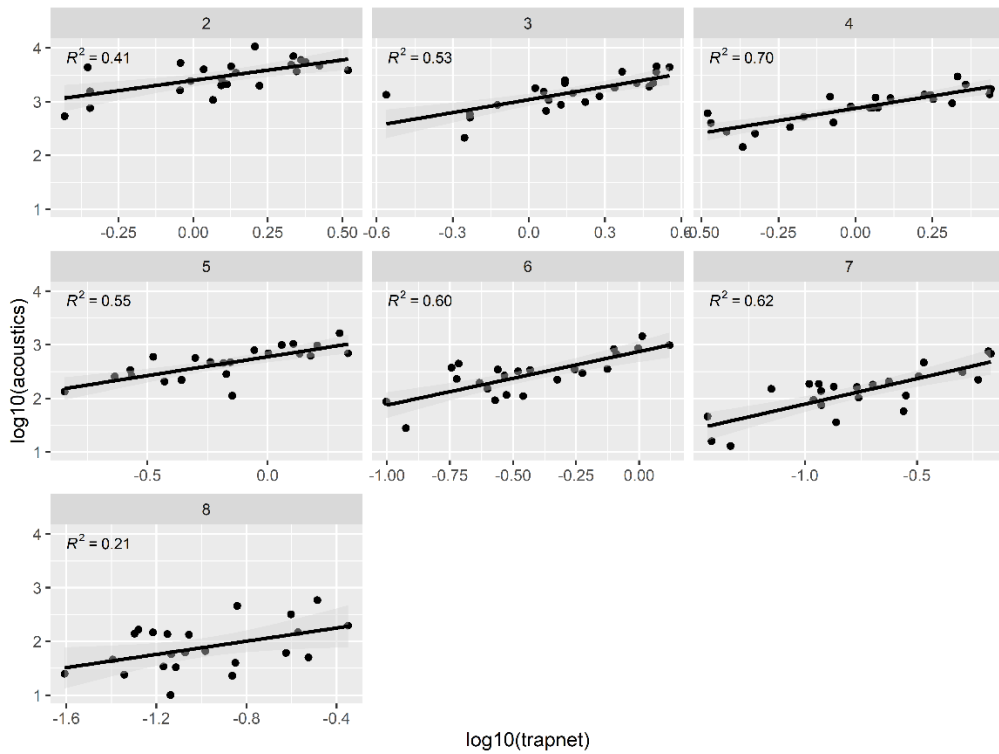 2
3
4
R² = 0.41
R² = 0.53
R² = 0.70
4
3
2
1
-0.25 0.00 0.25 0.50
-0.6 -0.3 0.0 0.3 0.6
-0.50 -0.25 0.00 0.25
5
6
7
R² = 0.55
R² = 0.60
R² = 0.62
4
3
2
1
log10(acoustics)
-0.5 0.0
-1.00 -0.75 -0.50 -0.25 0.00
-1.0 -0.5
8
R² = 0.21
4
3
2
1
-1.6 -1.2 -0.8 -0.4
log10(trapnet)